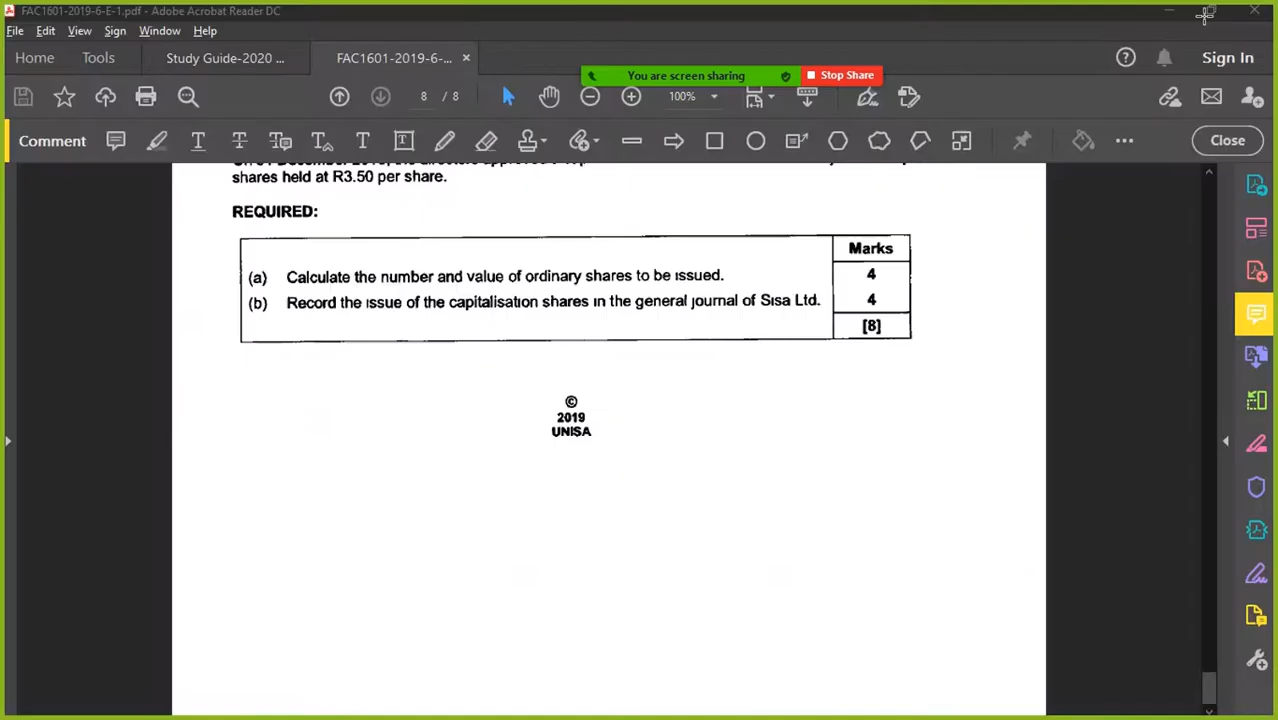 FAC1601-2019-6-E-1.pdf - Adobe Acrobat Reader DC
File Edit View Sign Window Help
Home Tools Study Guide-2020 ... FAC1601-2019-6-... ×
Sign In
You are screen sharing Stop Share
8 / 8 100%
Comment Close
shares held at R3.50 per share.
REQUIRED:
Marks
(a) Calculate the number and value of ordinary shares to be issued. 4
(b) Record the issue of the capitalisation shares in the general journal of Sisa Ltd. 4
[8]
©
2019
UNISA